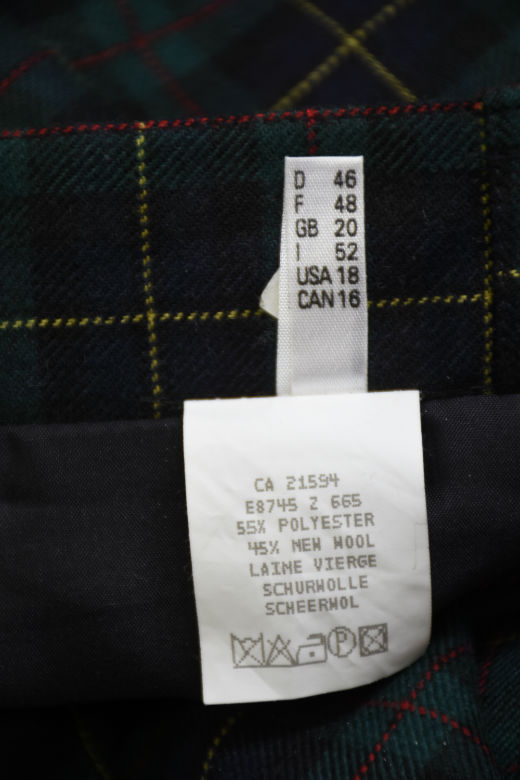 D 46
F 48
GB 20
I 52
USA 18
CAN 16
CA 21594
E8745 Z 665
55% POLYESTER
45% NEW WOOL
LAINE VIERGE
SCHURWOLLE
SCHEERWOL
P